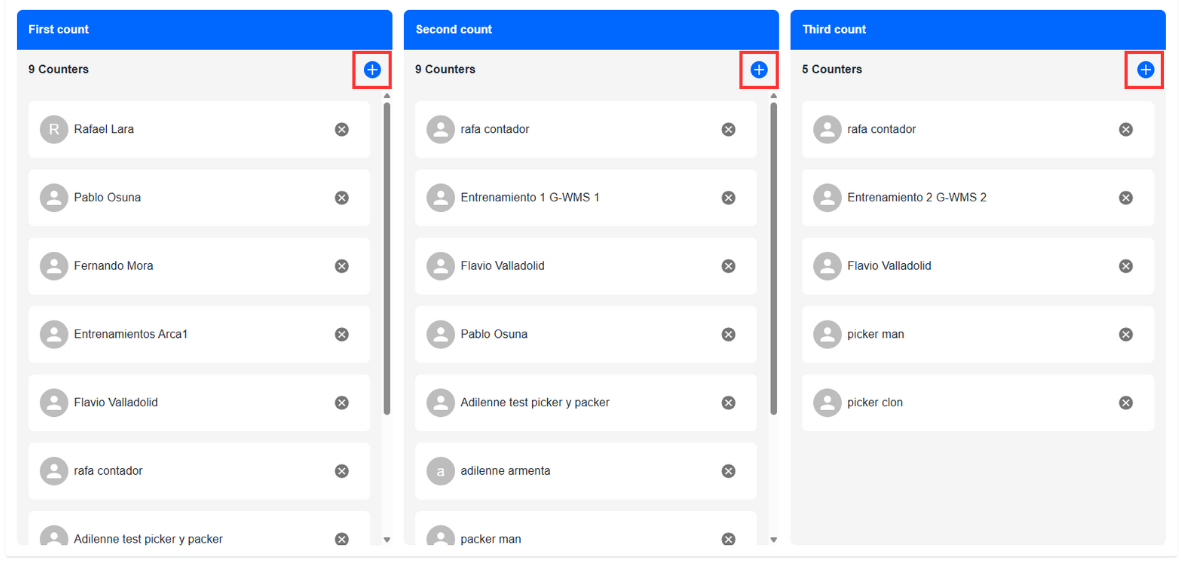 First count
9 Counters
R
Rafael Lara
Pablo Osuna
Fernando Mora
Entrenamientos Arca1
Flavio Valladolid
rafa contador
Adilenne test picker y packer
Second count
9 Counters
rafa contador
Entrenamiento 1 G-WMS 1
Flavio Valladolid
Pablo Osuna
Adilenne test picker y packer
a
adilenne armenta
packer man
Third count
5 Counters
rafa contador
Entrenamiento 2 G-WMS 2
Flavio Valladolid
picker man
picker clon